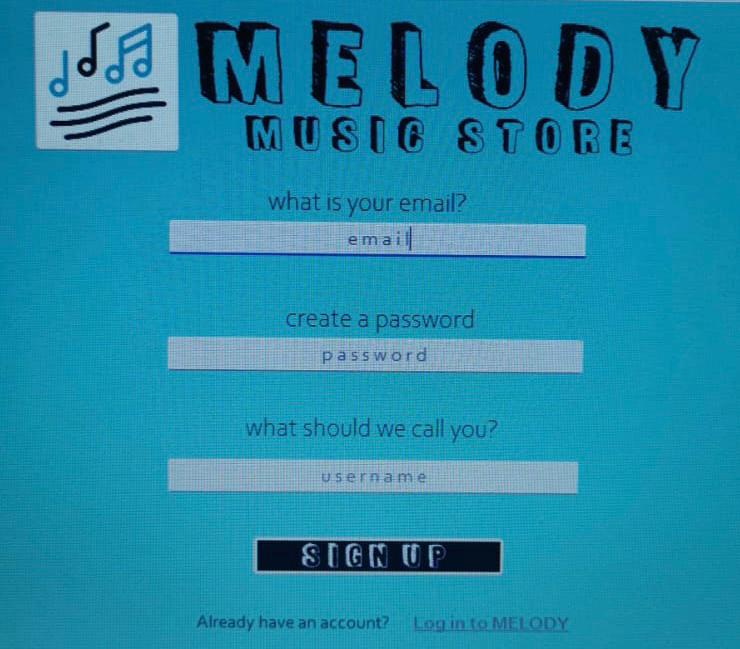 MELODY
MUSIC STORE
what is your email?
email
create a password
password
what should we call you?
username
SIGN UP
Already have an account? Log in to MELODY